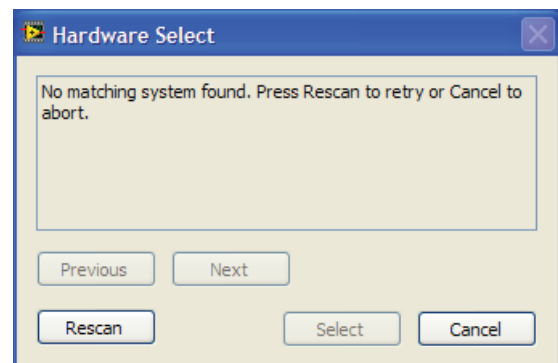 Hardware Select
No matching system found. Press Rescan to retry or Cancel to
abort.
Previous Next
Rescan Select Cancel